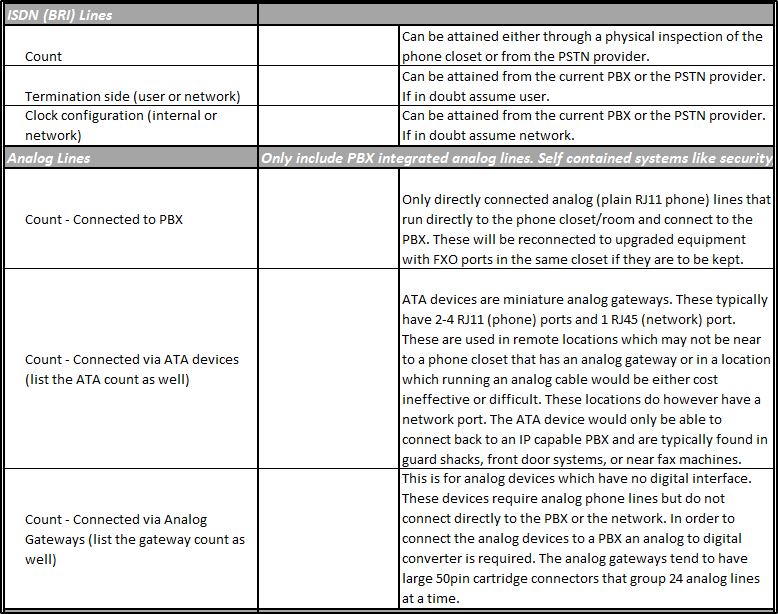 ISDN (BRI) Lines
Count
Can be attained either through a physical inspection of the
phone closet or from the PSTN provider.
Termination side (user or network)
Can be attained from the current PBX or the PSTN provider.
If in doubt assume user.
Clock configuration (internal or
network)
Can be attained from the current PBX or the PSTN provider.
If in doubt assume network.
Analog Lines
Only include PBX integrated analog lines. Self contained systems like security
Count - Connected to PBX
Only directly connected analog (plain RJ11 phone) lines that
run directly to the phone closet/room and connect to the
PBX. These will be reconnected to upgraded equipment
with FXO ports in the same closet if they are to be kept.
Count - Connected via ATA devices
(list the ATA count as well)
ATA devices are miniature analog gateways. These typically
have 2-4 RJ11 (phone) ports and 1 RJ45 (network) port.
These are used in remote locations which may not be near
to a phone closet that has an analog gateway or in a location
which running an analog cable would be either cost
ineffective or difficult. These locations do however have a
network port. The ATA device would only be able to
connect back to an IP capable PBX and are typically found in
guard shacks, front door systems, or near fax machines.
Count - Connected via Analog
Gateways (list the gateway count as
well)
This is for analog devices which have no digital interface.
These devices require analog phone lines but do not
connect directly to the PBX or the network. In order to
connect the analog devices to a PBX an analog to digital
converter is required. The analog gateways tend to have
large 50pin cartridge connectors that group 24 analog lines
at a time.